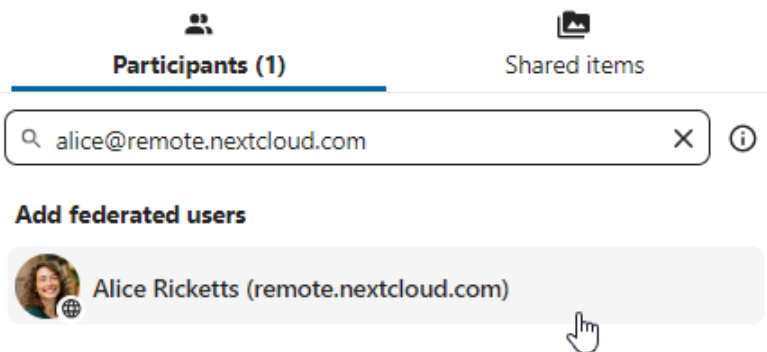 Participants (1)
Shared items
alice@remote.nextcloud.com
Add federated users
Alice Ricketts (remote.nextcloud.com)